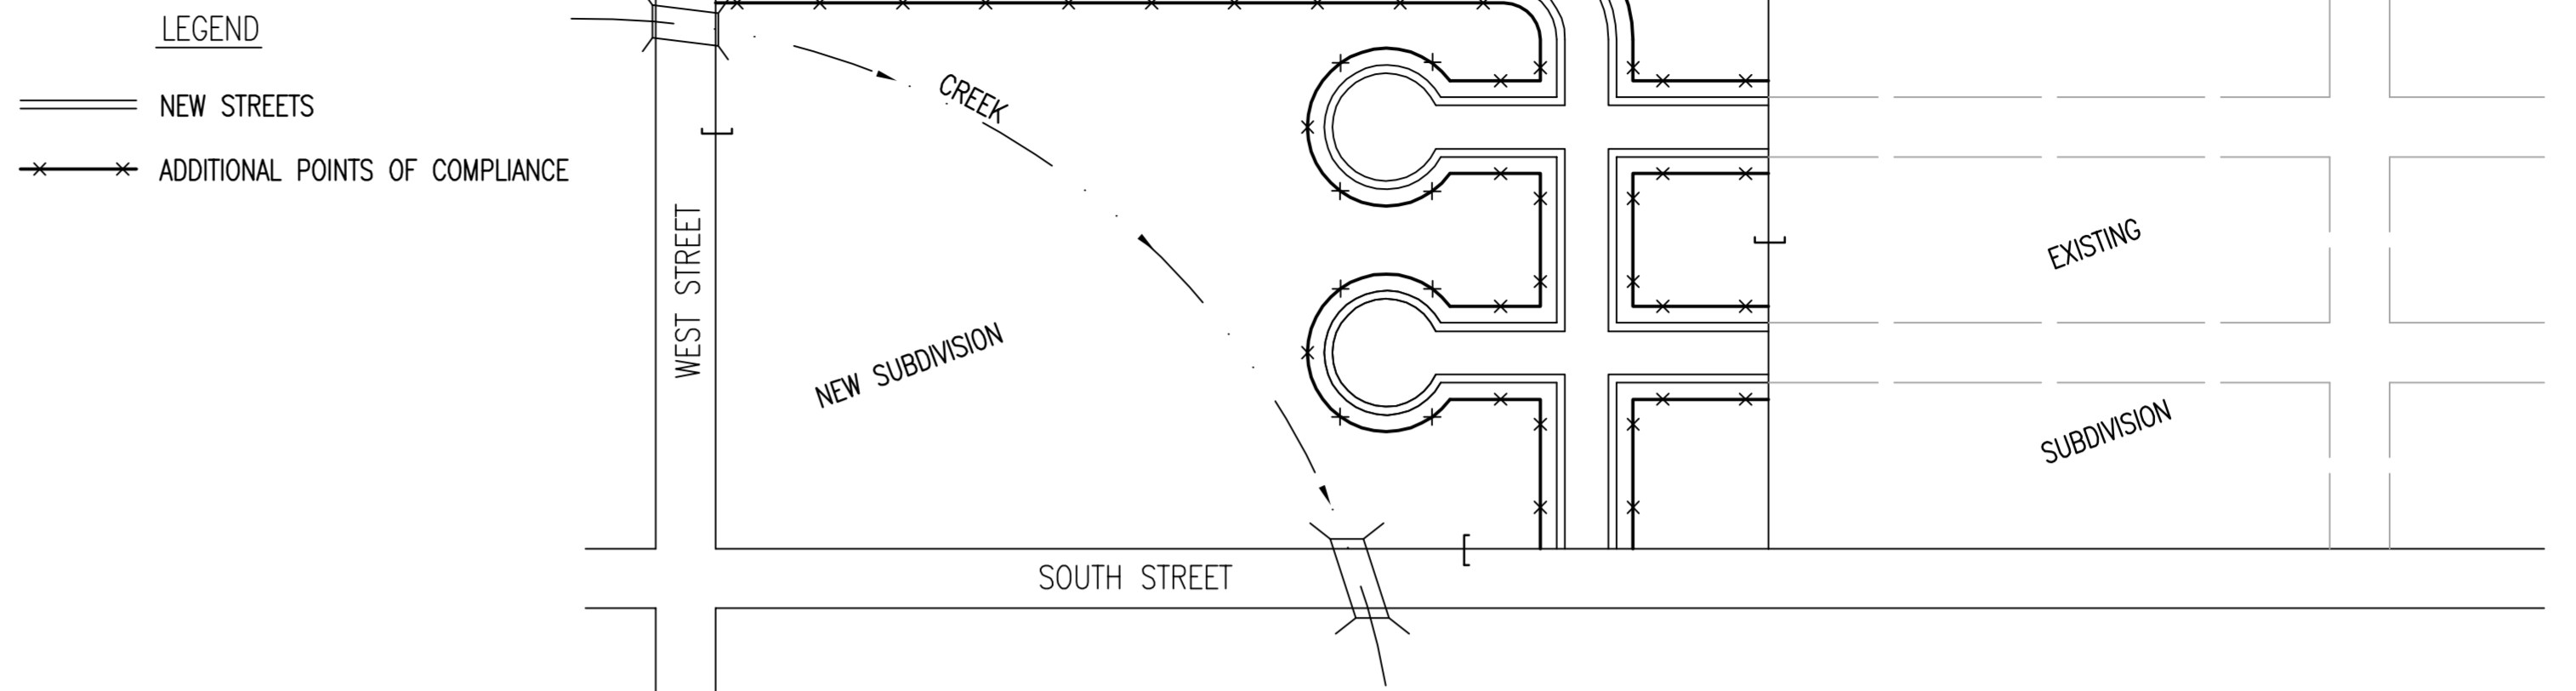 LEGEND
NEW STREETS
ADDITIONAL POINTS OF COMPLIANCE
CREEK
WEST STREET
NEW SUBDIVISION
EXISTING
SUBDIVISION
SOUTH STREET